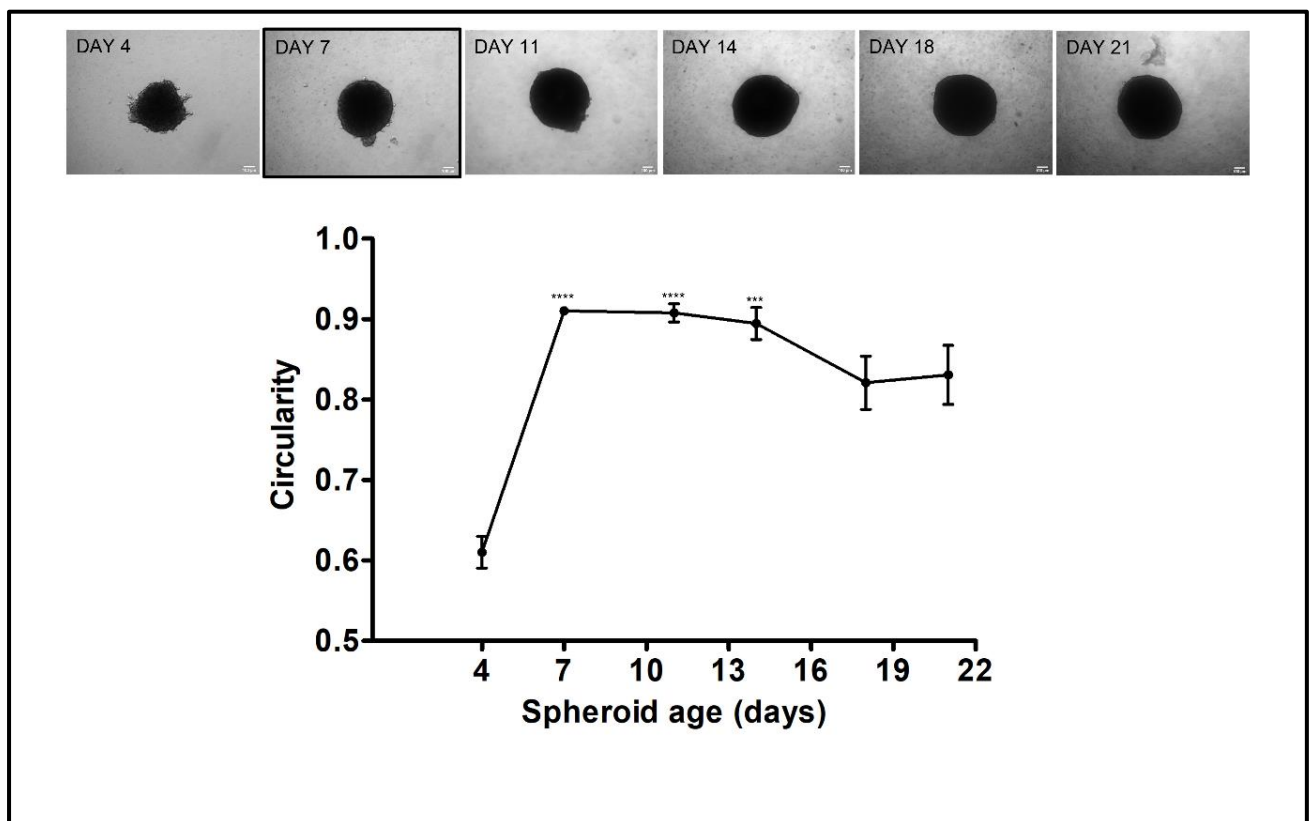 DAY 4
DAY 7
DAY 11
DAY 14
DAY 18
DAY 21
1.0
0.9
0.8
0.7
0.6
0.5
Circularity
****
****
***
4 7 10 13 16 19 22
Spheroid age (days)